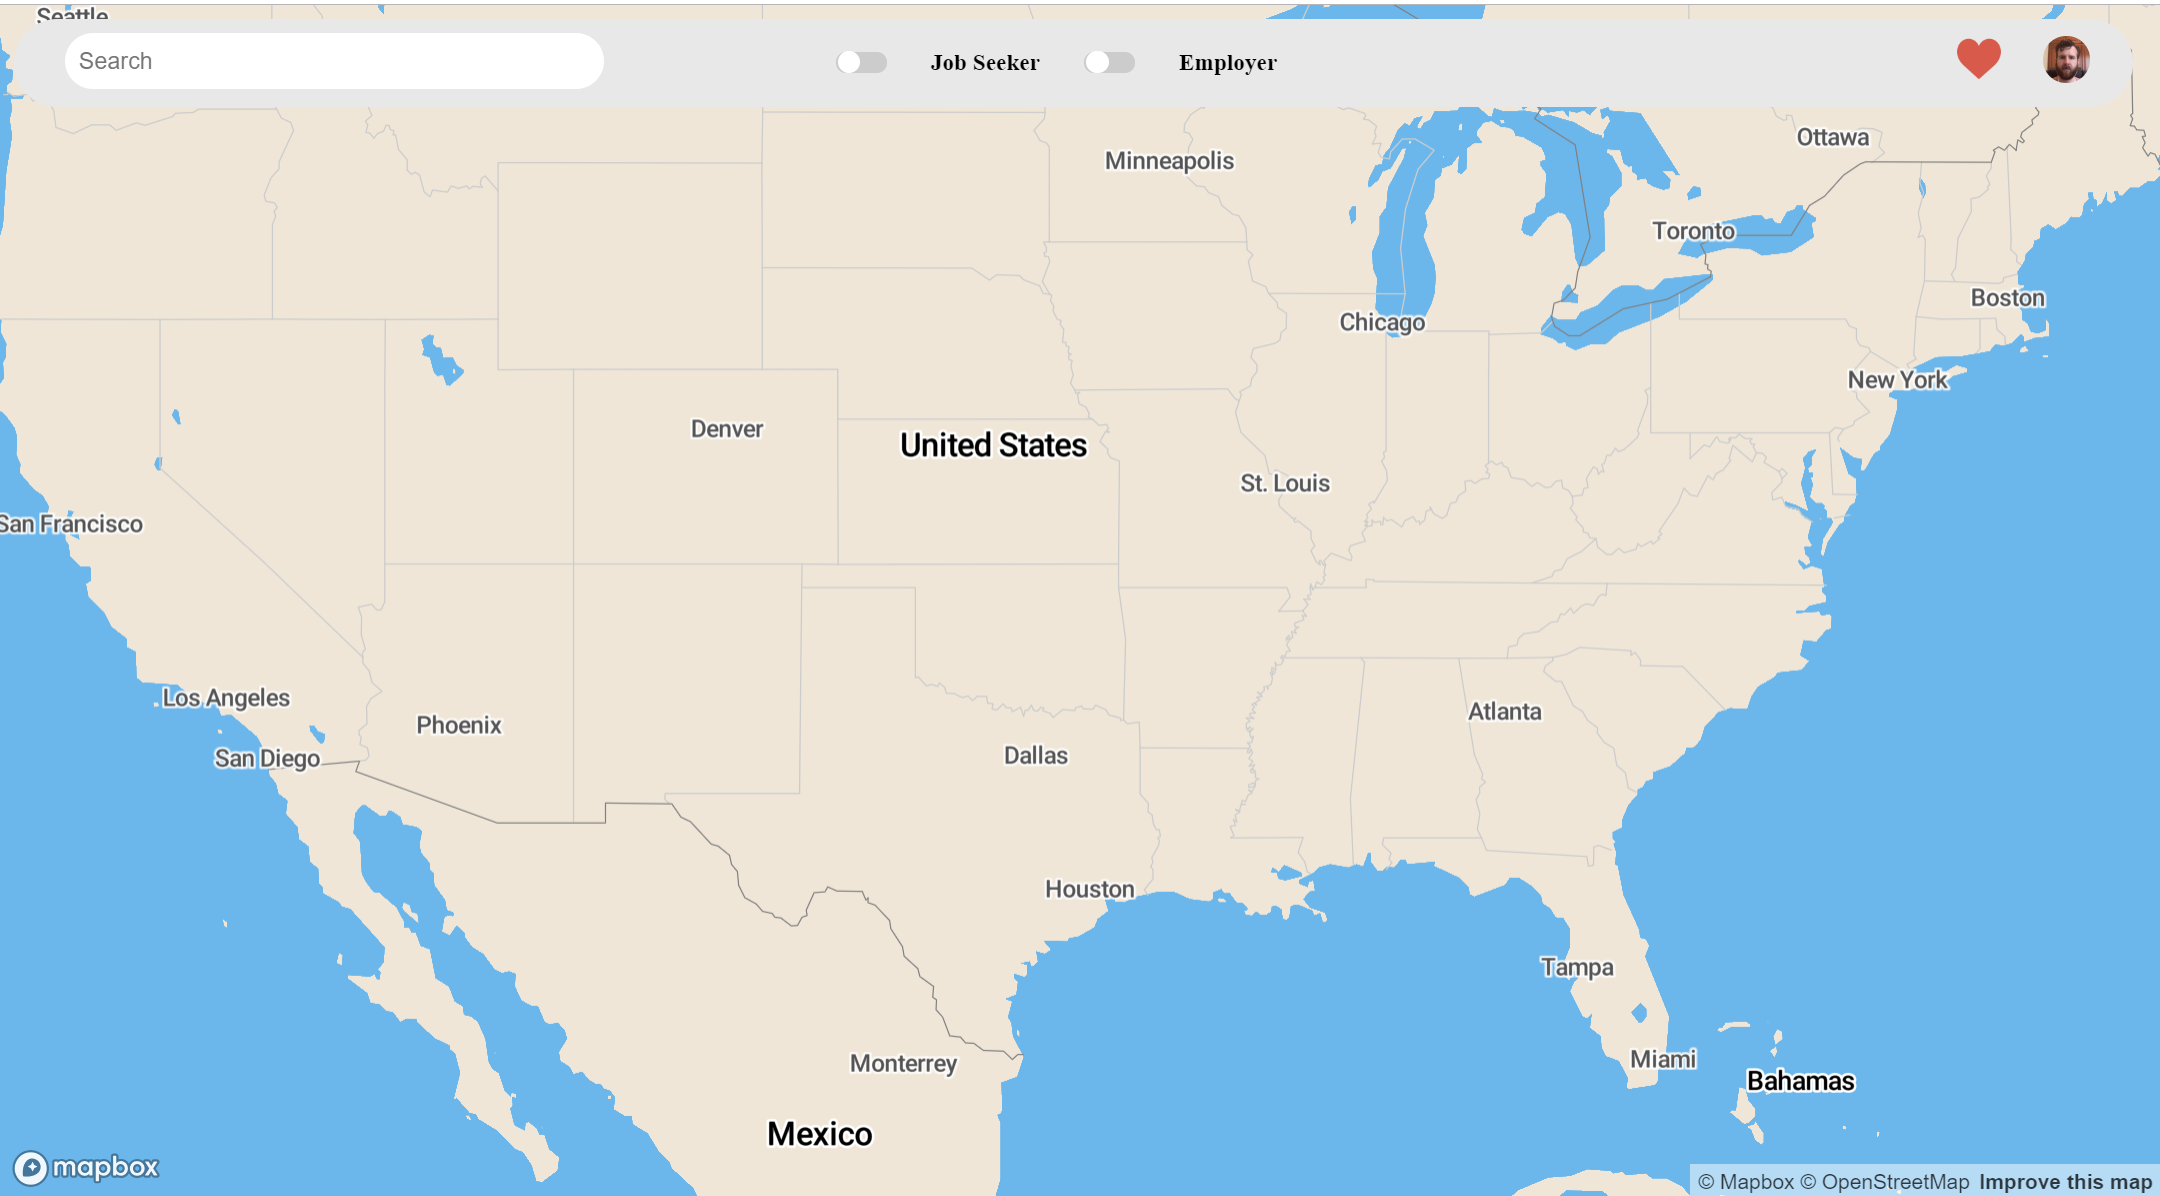 Seattle
Search
Job Seeker
Employer
Ottawa
Minneapolis
Toronto
Boston
Chicago
New York
Denver
United States
St. Louis
San Francisco
Los Angeles
Phoenix
Atlanta
San Diego
Dallas
Houston
Tampa
Miami
Monterrey
Bahamas
Mexico
mapbox
© Mapbox © OpenStreetMap Improve this map